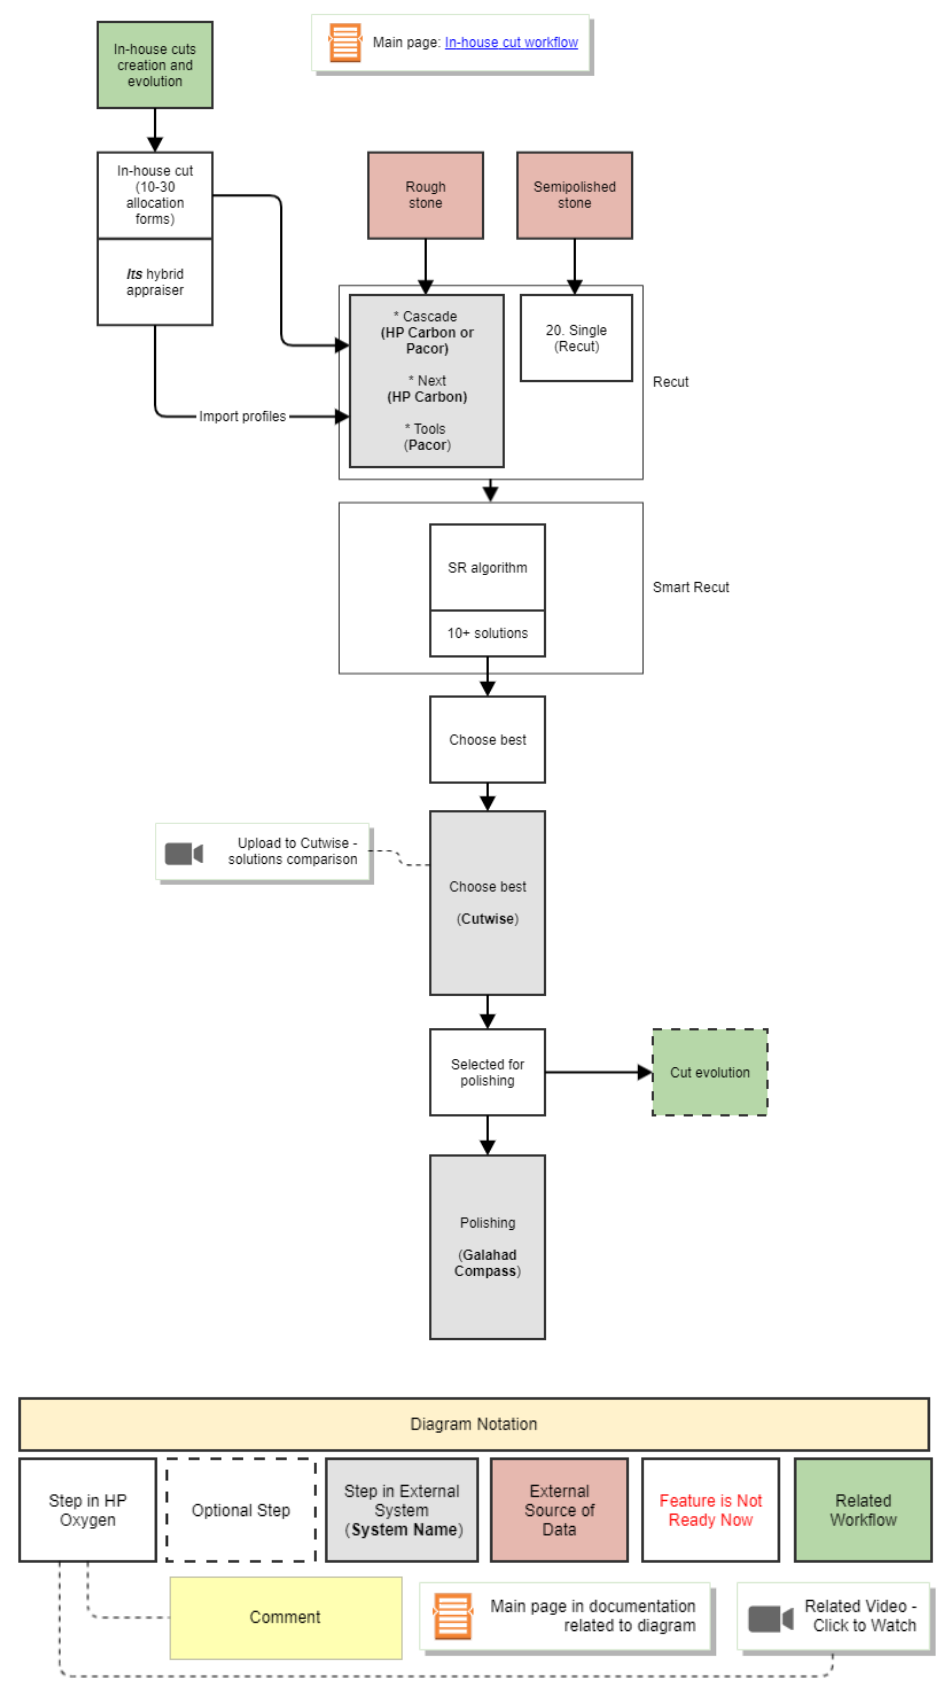 In-house cuts
creation and
evolution
Main page: In-house cut workflow
In-house cut
(10-30
allocation
forms)
Its hybrid
appraiser
Rough
stone
Semipolished
stone
* Cascade
(HP Carbon or
Pacor)
* Next
(HP Carbon)
* Tools
(Pacor)
20. Single
(Recut)
Recut
Import profiles
SR algorithm
10+ solutions
Smart Recut
Choose best
Upload to Cutwise -
solutions comparison
Choose best
(Cutwise)
Selected for
polishing
Cut evolution
Polishing
(Galahad
Compass)
Diagram Notation
Step in HP
Oxygen
Optional Step
Step in External
System
(System Name)
External
Source of
Data
Feature is Not
Ready Now
Related
Workflow
Comment
Main page in documentation
related to diagram
Related Video -
Click to Watch